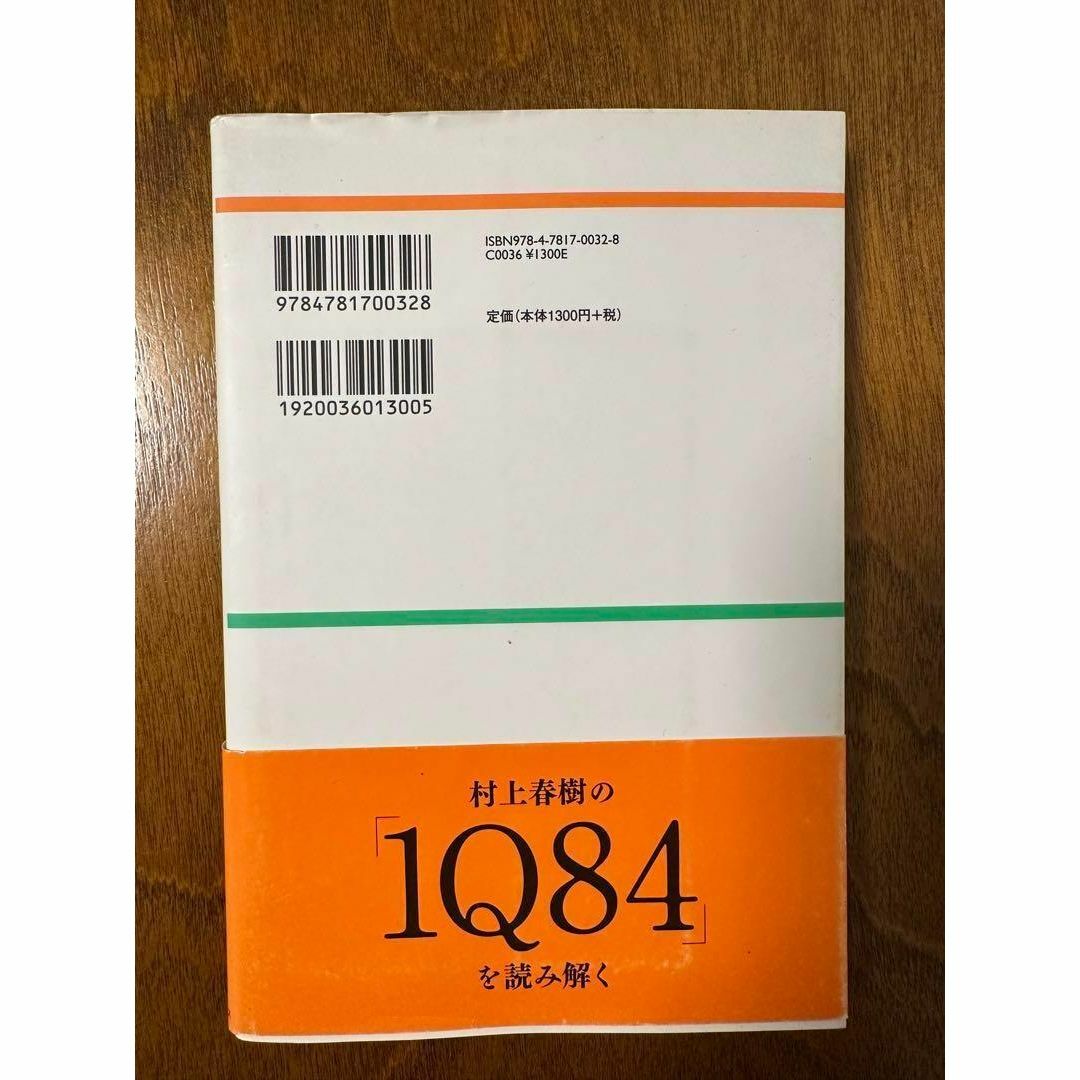 ISBN978-4-7817-0032-8
C0036 ¥1300E
9784781700328
定価(本体1300円+税)
1920036013005
村上春樹の
「1Q84」
を読み解く